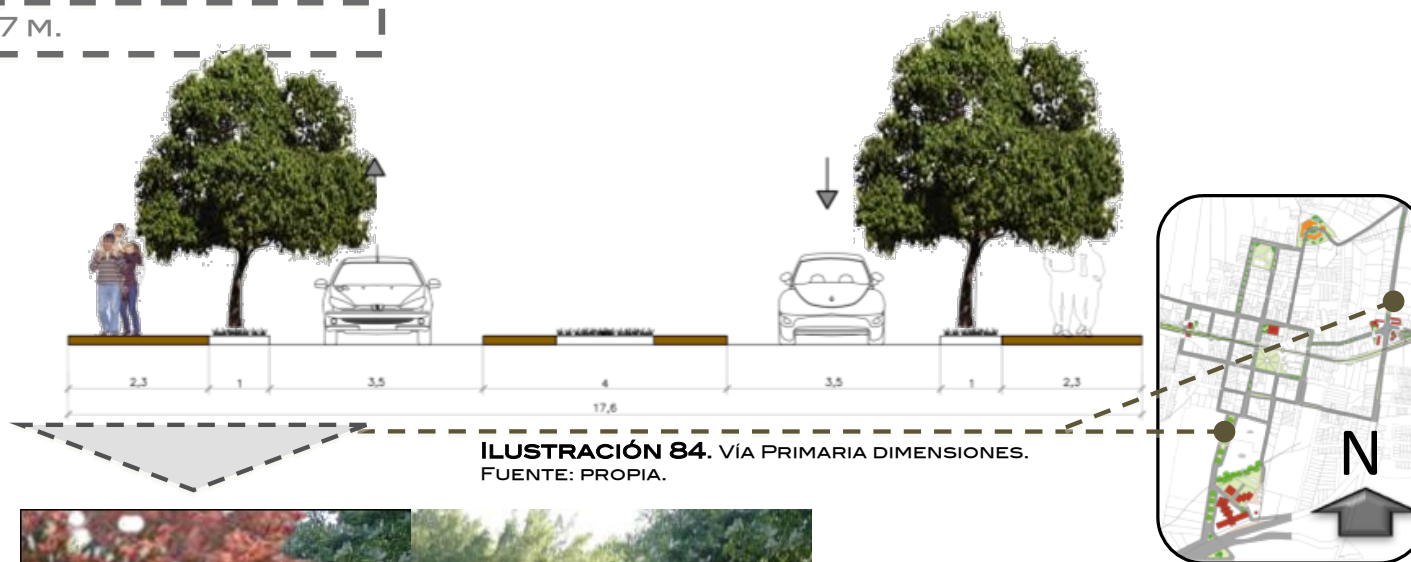 7 M.
2,3 1 3,5 4 3,5 1 2,3
17,6
ILUSTRACIÓN 84. VÍA PRIMARIA DIMENSIONES.
FUENTE: PROPIA.
N